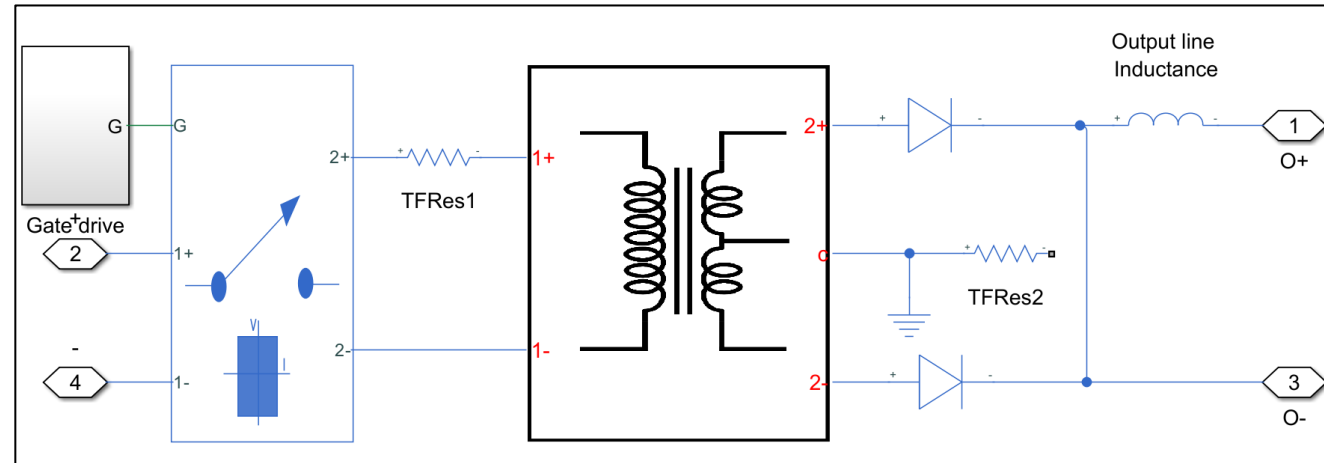 Output line
Inductance
G
G
2+
+
-
TFRes1
1+
2+
+
-
+
-
1
O+
+
Gate drive
2
1+
c
+
-
TFRes2
-
4
1-
V
I
2-
1-
2-
+
-
3
O-